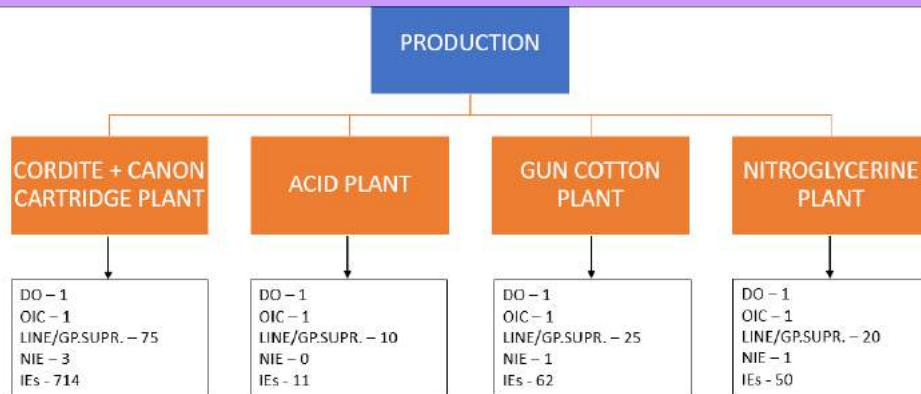 PRODUCTION
CORDITE + CANON
CARTRIDGE PLANT
ACID PLANT
GUN COTTON
PLANT
NITROGLYCERINE
PLANT
DO – 1
OIC – 1
LINE/GP.SUPR. – 75
NIE – 3
IEs - 714
DO – 1
OIC – 1
LINE/GP.SUPR. – 10
NIE – 0
IEs - 11
DO – 1
OIC – 1
LINE/GP.SUPR. – 25
NIE – 1
IEs - 62
DO – 1
OIC – 1
LINE/GP.SUPR. – 20
NIE – 1
IEs - 50